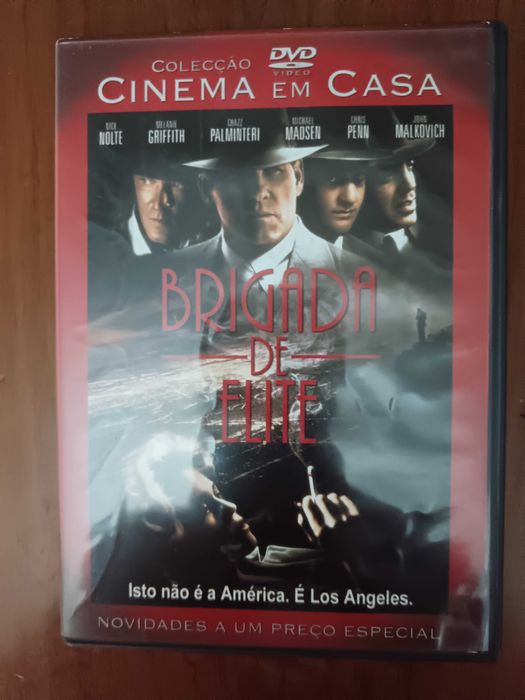 COLECÇÃO
DVD
VIDEO
CINEMA EM CASA
NICK NOLTE
MELANIE GRIFFITH
CHAZZ PALMINTERI
MICHAEL MADSEN
CHRIS PENN
JOHN MALKOVICH
BRIGADA
DE
ELITE
Isto não é a América. É Los Angeles.
NOVIDADES A UM PREÇO ESPECIAL